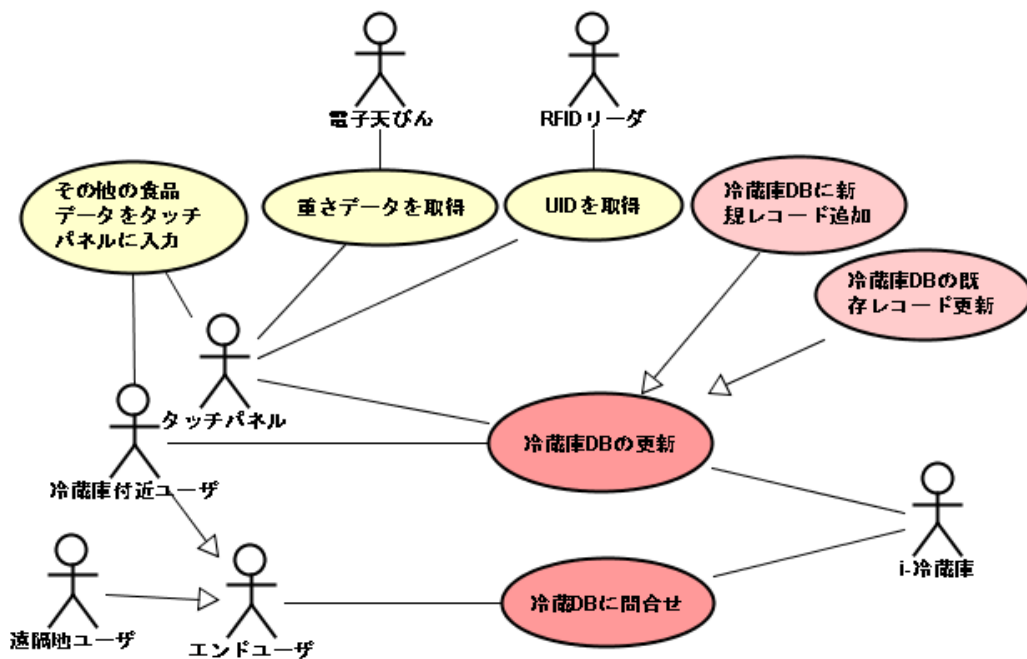 電子天びん
RFIDリーダ
その他の食品
データをタッチ
パネルに入力
重さデータを取得
UIDを取得
冷蔵庫DBに新
規レコード追加
冷蔵庫DBの既
存レコード更新
タッチパネル
冷蔵庫DBの更新
冷蔵庫付近ユーザ
i-冷蔵庫
冷蔵DBに問合せ
遠隔地ユーザ
エンドユーザ